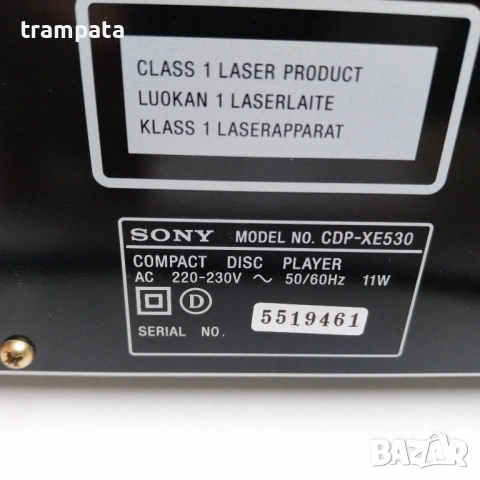 trampata
CLASS 1 LASER PRODUCT
LUOKAN 1 LASERLAITE
KLASS 1 LASERAPPARAT
SONY MODEL NO. CDP-XE530
COMPACT DISC PLAYER
AC 220-230V ~ 50/60Hz 11W
D
SERIAL NO. 5519461
BAZAR